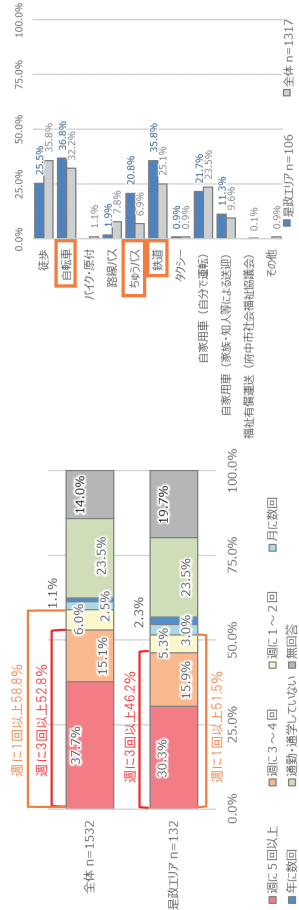 週に1回以上58.8%
週に3回以上52.8%
全体 n=1532
37.7%
15.1%
6.0%
2.5%
1.1%
23.5%
14.0%
週に3回以上46.2%
是政エリア n=132
30.3%
15.9%
5.3%
3.0%
2.3%
23.5%
19.7%
週に1回以上51.5%
0.0%
25.0%
50.0%
75.0%
100.0%
週に5回以上
週に3～4回
週に1～2回
月に数回
年に数回
通勤・通学していない
無回答
100.0%
75.0%
50.0%
25.0%
0.0%
25.5%
35.8%
36.8%
32.2%
1.1%
1.9%
7.8%
20.8%
6.9%
35.8%
25.1%
0.9%
0.9%
21.7%
23.5%
11.3%
9.6%
0.1%
0.9%
徒歩
自転車
バイク・原付
路線バス
ちゅうバス
鉄道
タクシー
自家用車（自分で運転）
自家用車（家族・知人等による送迎）
福祉有償運送（府中市社会福祉協議会）
その他
是政エリア n=106
全体 n=1317